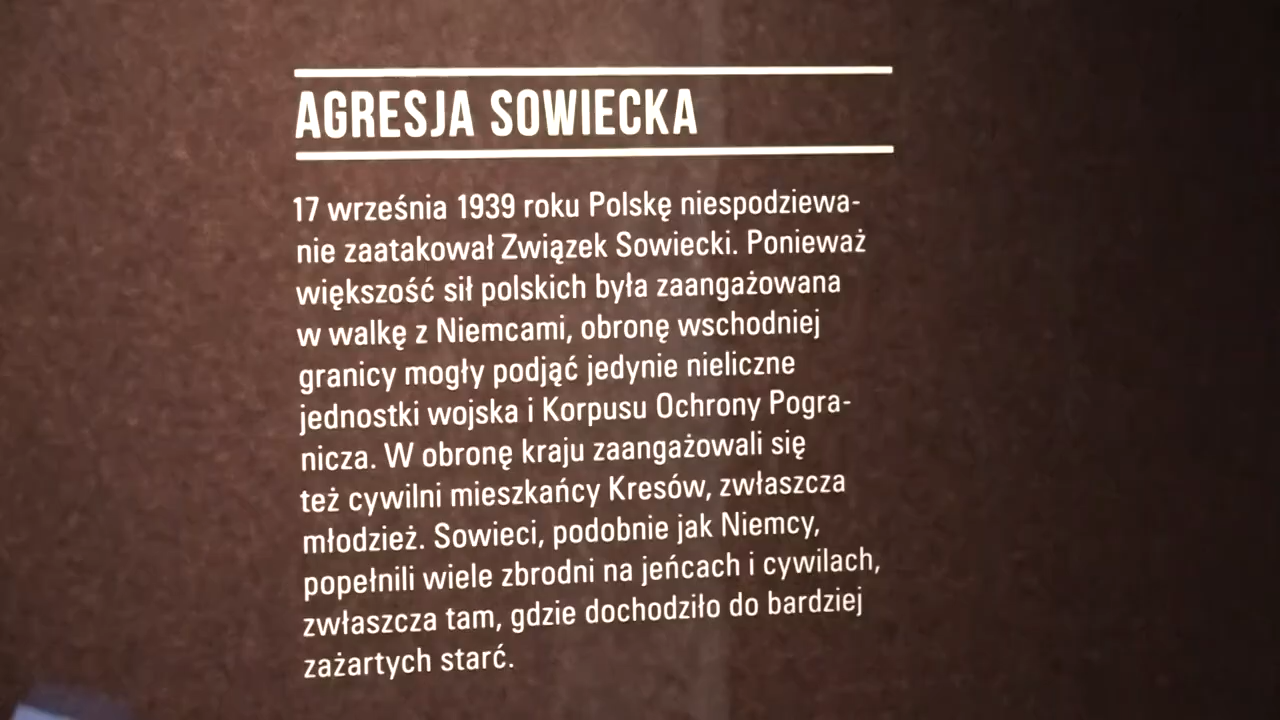 AGRESJA SOWIECKA
17 września 1939 roku Polskę niespodziewa-
nie zaatakował Związek Sowiecki. Ponieważ
większość sił polskich była zaangażowana
w walkę z Niemcami, obronę wschodniej
granicy mogły podjąć jedynie nieliczne
jednostki wojska i Korpusu Ochrony Pogra-
nicza. W obronę kraju zaangażowali się
też cywilni mieszkańcy Kresów, zwłaszcza
młodzież. Sowieci, podobnie jak Niemcy,
popełnili wiele zbrodni na jeńcach i cywilach,
zwłaszcza tam, gdzie dochodziło do bardziej
zażartych starć.